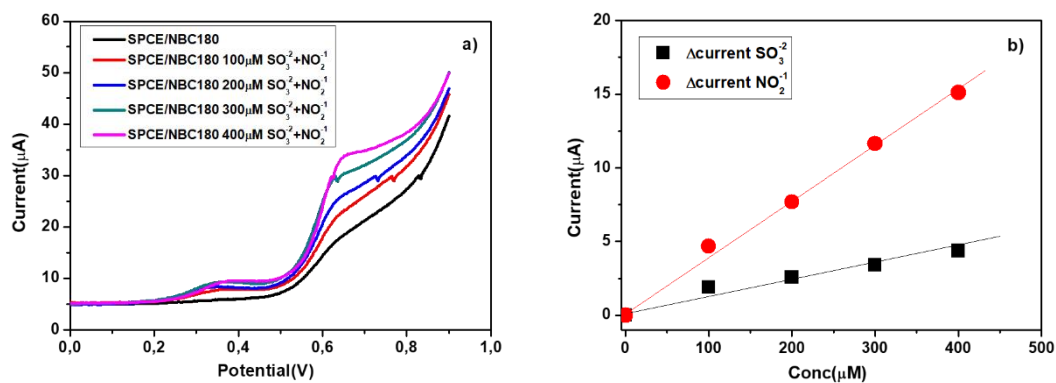 a)
SPCE/NBC180
SPCE/NBC180 100μM SO₃⁻²+NO₂⁻¹
SPCE/NBC180 200μM SO₃⁻²+NO₂⁻¹
SPCE/NBC180 300μM SO₃⁻²+NO₂⁻¹
SPCE/NBC180 400μM SO₃⁻²+NO₂⁻¹
Current(μA)
60
50
40
30
20
10
0
0,0 0,2 0,4 0,6 0,8 1,0
Potential(V)
b)
Δcurrent SO₃⁻²
Δcurrent NO₂⁻¹
Current(μA)
20
15
10
5
0
0 100 200 300 400 500
Conc(μM)